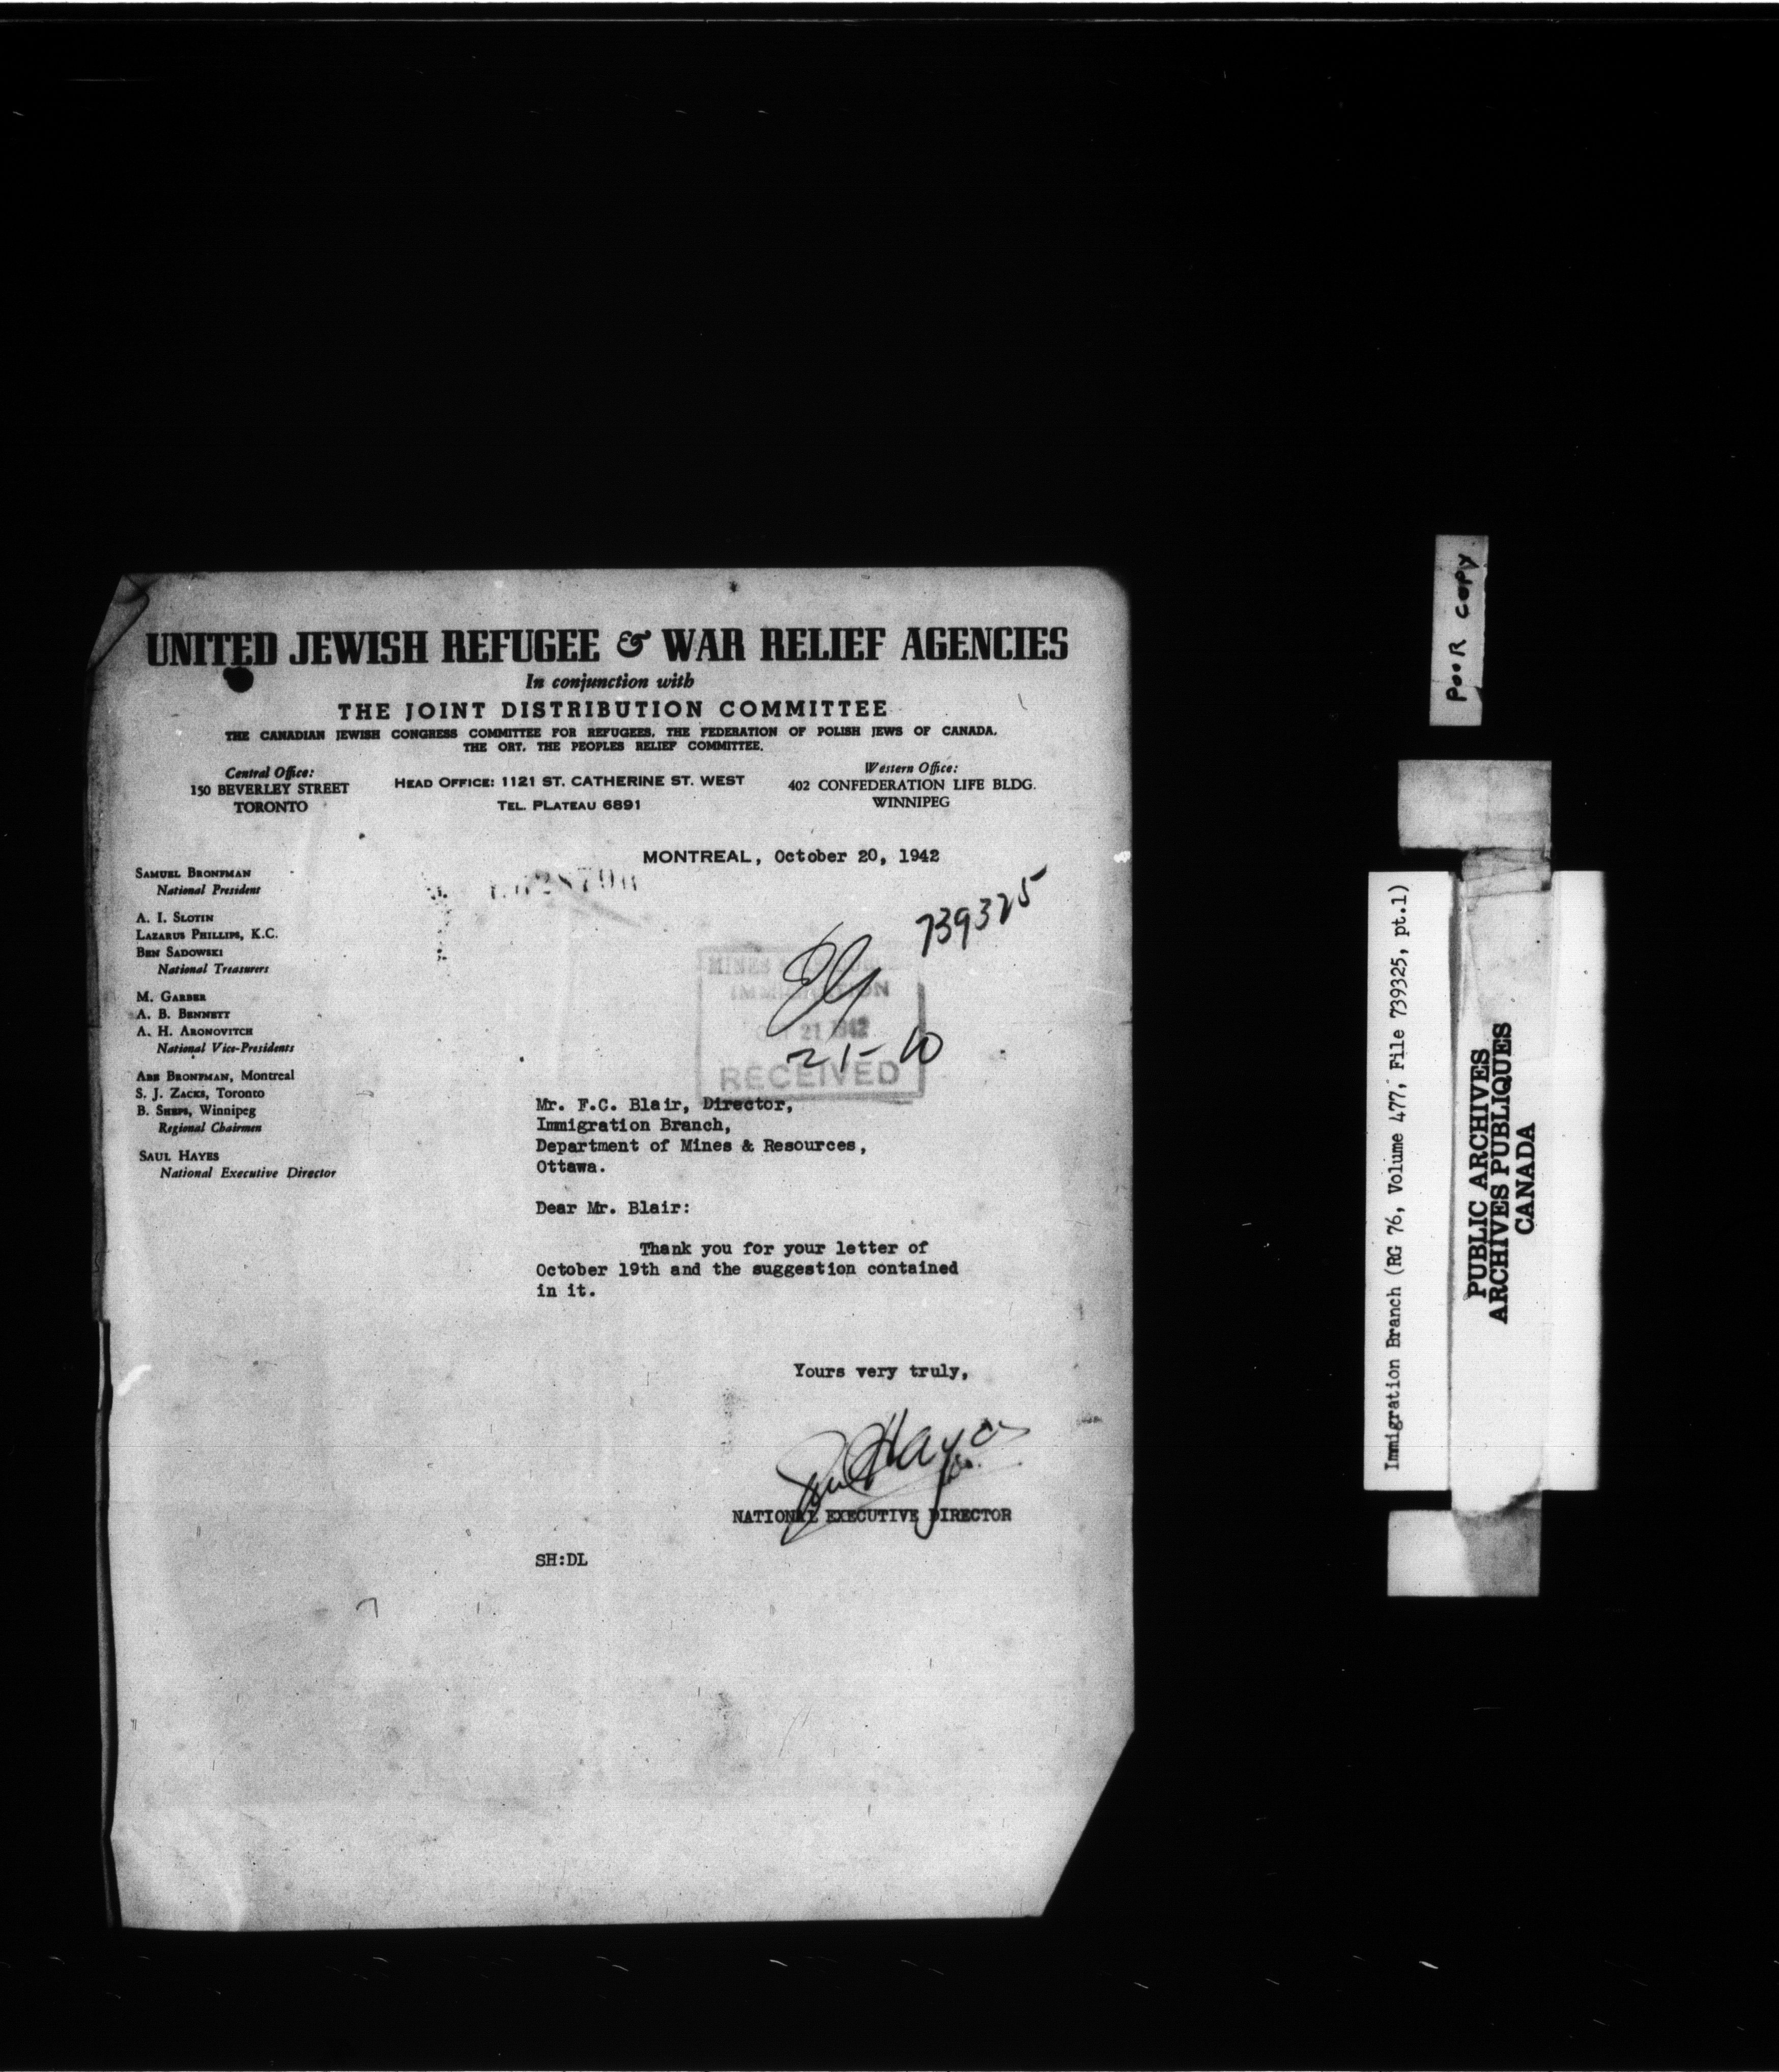 UNITED JEWISH REFUGEE & WAR RELIEF AGENCIES
In conjunction with
THE JOINT DISTRIBUTION COMMITTEE
THE CANADIAN JEWISH CONGRESS COMMITTEE FOR REFUGEES, THE FEDERATION OF POLISH JEWS OF CANADA,
THE ORT, THE PEOPLES RELIEF COMMITTEE.
Central Office:
150 BEVERLEY STREET
TORONTO
HEAD OFFICE: 1121 ST. CATHERINE ST. WEST
TEL. PLATEAU 6891
Western Office:
402 CONFEDERATION LIFE BLDG.
WINNIPEG
MONTREAL, October 20, 1942
SAMUEL BRONFMAN
National President
A. I. SLOTIN
LAZARUS PHILLIPS, K.C.
BEN SADOWSKI
National Treasurers
M. GARBER
A. B. BENNETT
A. H. ARONOVITCH
National Vice-Presidents
ABE BRONFMAN, Montreal
S. J. ZACKS, Toronto
B. SHEPS, Winnipeg
Regional Chairmen
SAUL HAYES
National Executive Director
739325
MINES
21 1942
21-10
RECEIVED
Mr. F.C. Blair, Director,
Immigration Branch,
Department of Mines & Resources,
Ottawa.
Dear Mr. Blair:
Thank you for your letter of
October 19th and the suggestion contained
in it.
Yours very truly,
Saul Hayes
NATIONAL EXECUTIVE DIRECTOR
SH:DL
POOR COPY
Immigration Branch (RG 76, Volume 477, File 739325, pt.1)
PUBLIC ARCHIVES
ARCHIVES PUBLIQUES
CANADA